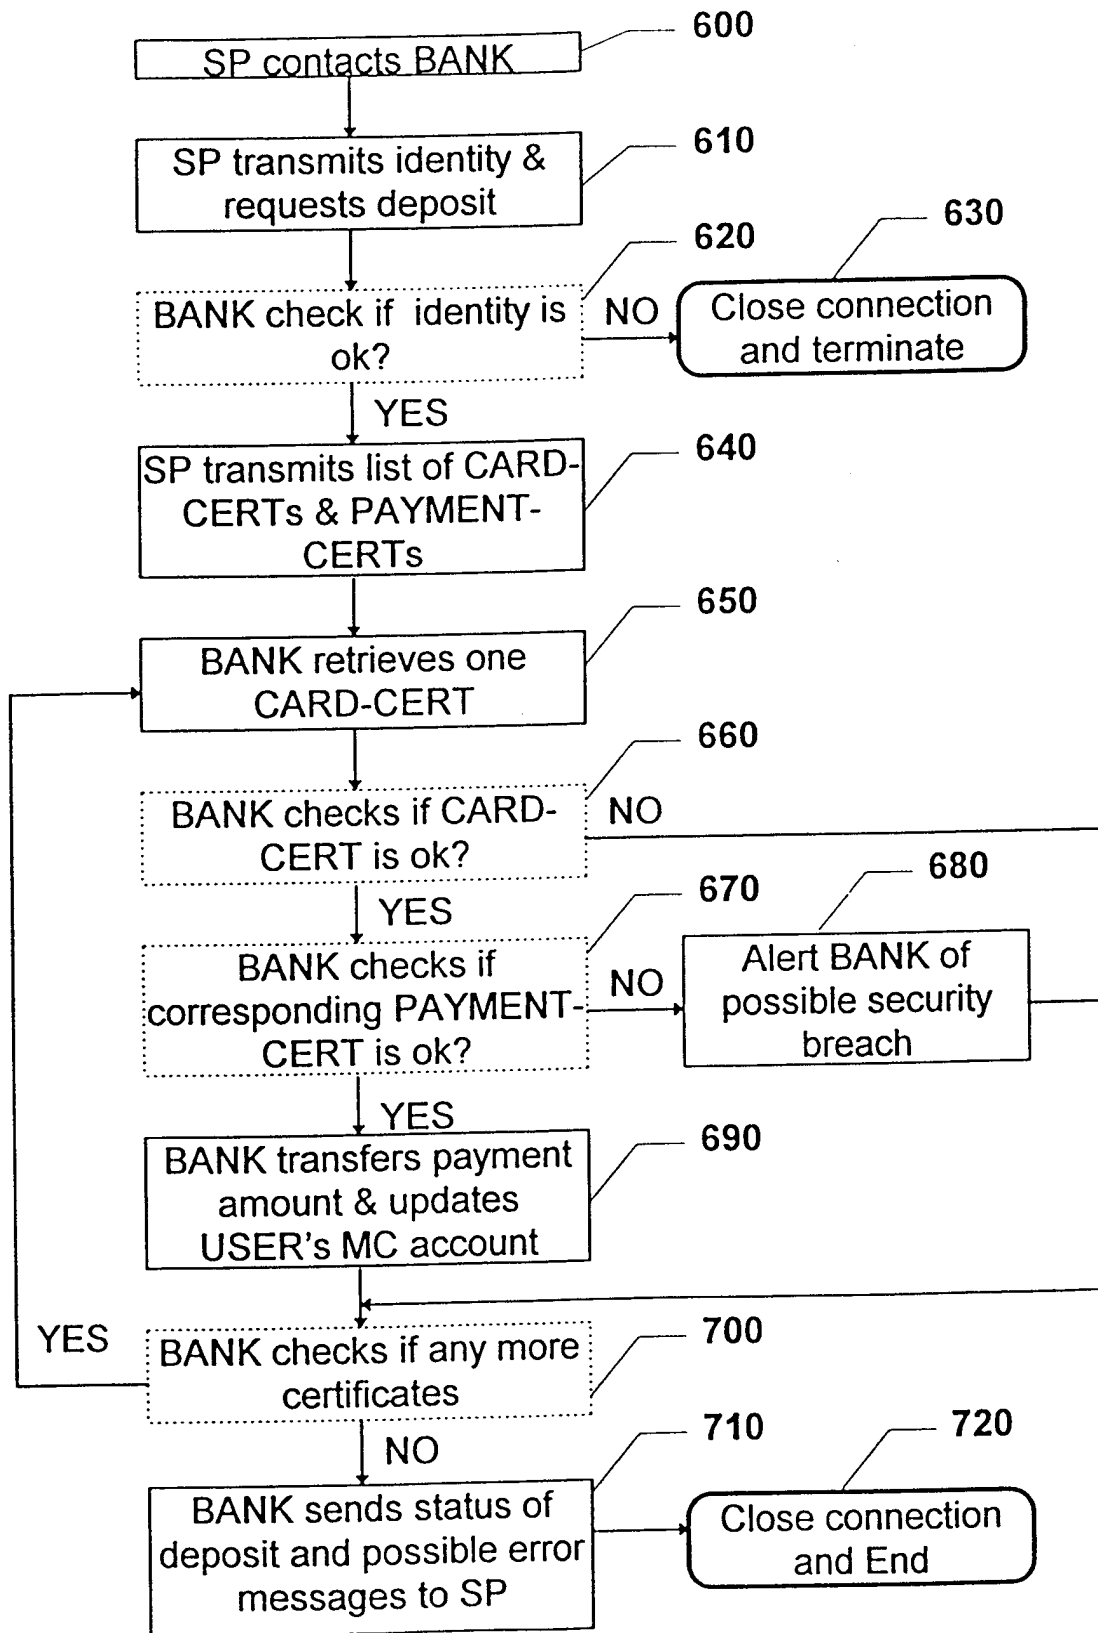 600
SP contacts BANK
610
SP transmits identity &
requests deposit
620
630
BANK check if identity is
ok?
NO
Close connection
and terminate
YES
640
SP transmits list of CARD-
CERTs & PAYMENT-
CERTs
650
BANK retrieves one
CARD-CERT
660
BANK checks if CARD-
CERT is ok?
NO
YES
670
680
BANK checks if
corresponding PAYMENT-
CERT is ok?
NO
Alert BANK of
possible security
breach
YES
690
BANK transfers payment
amount & updates
USER's MC account
YES
700
BANK checks if any more
certificates
NO
710
720
BANK sends status of
deposit and possible error
messages to SP
Close connection
and End